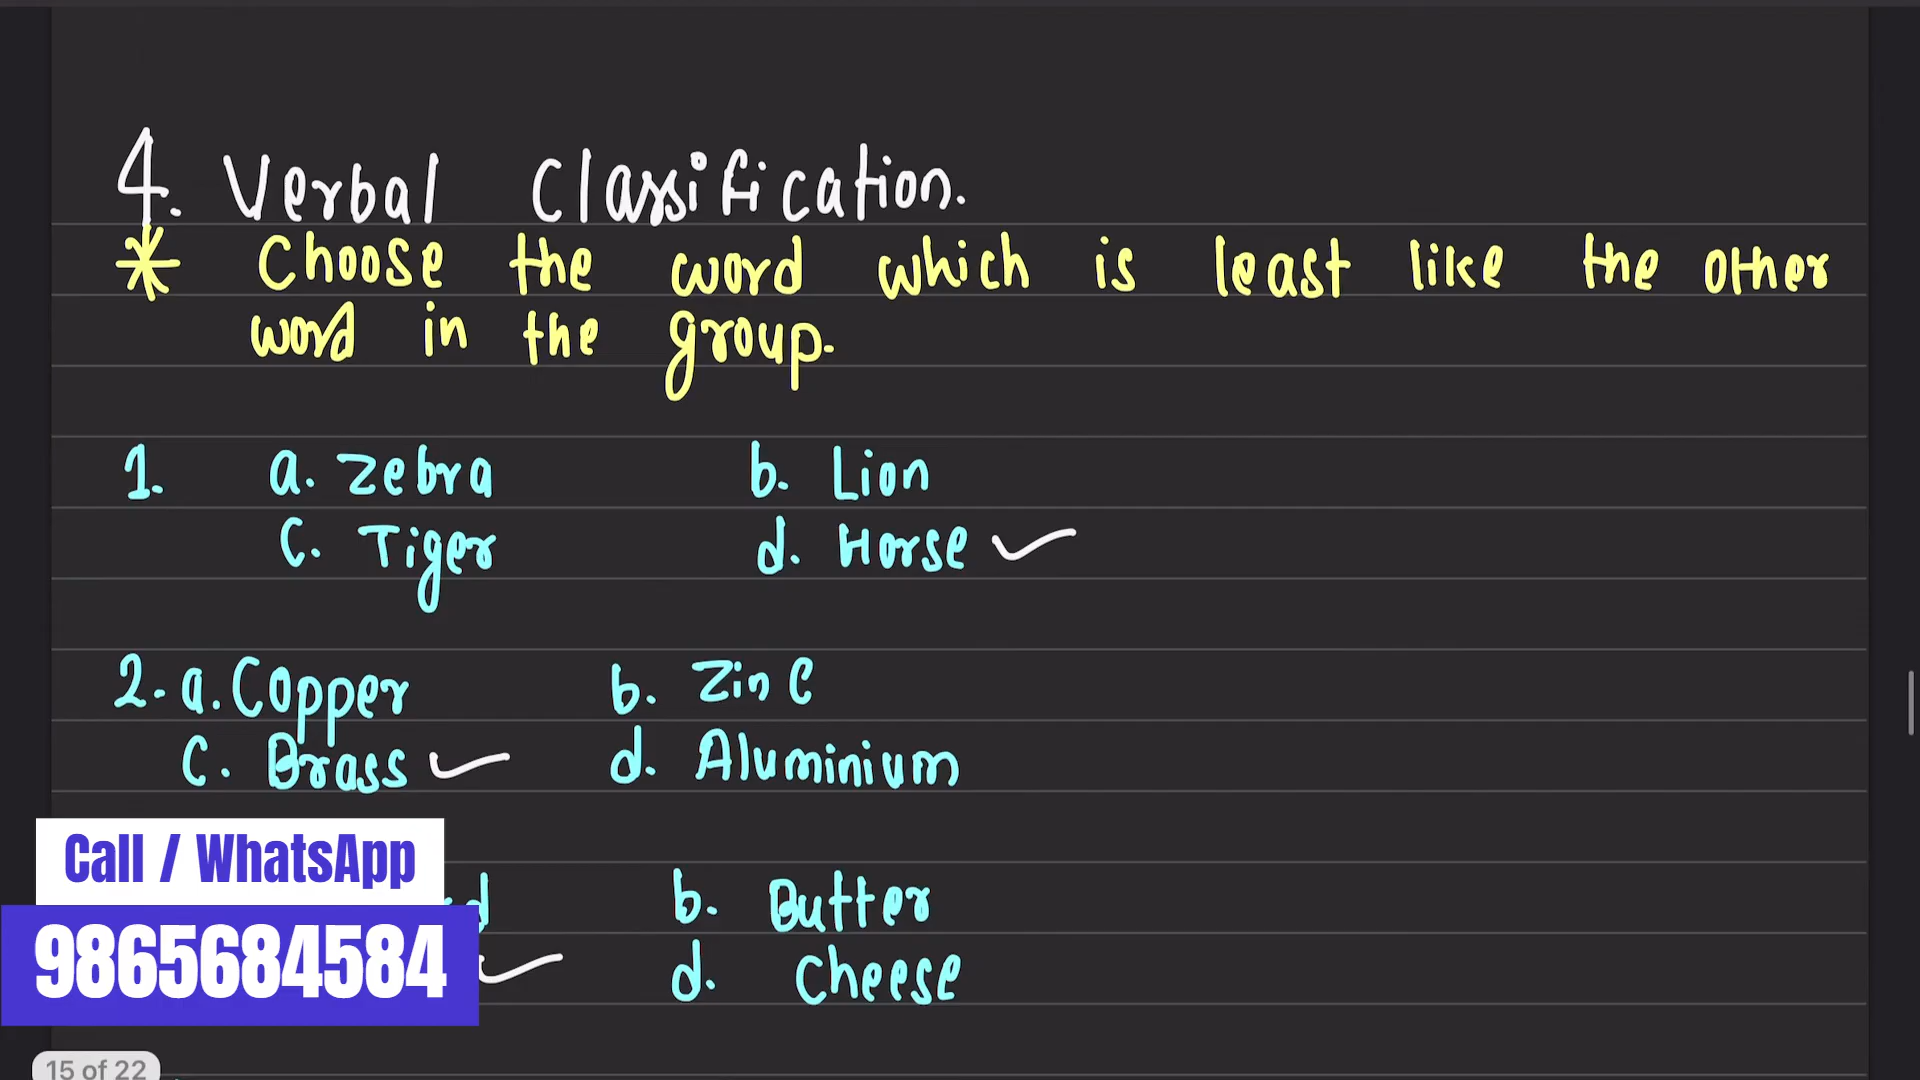 4. Verbal Classification.
* Choose the word which is least like the other
word in the group.
1. a. Zebra b. Lion
c. Tiger d. Horse ✓
2. a. Copper b. Zinc
c. Brass ✓ d. Aluminium
b. Butter
✓ d. Cheese
Call / WhatsApp
9865684584
15 of 22